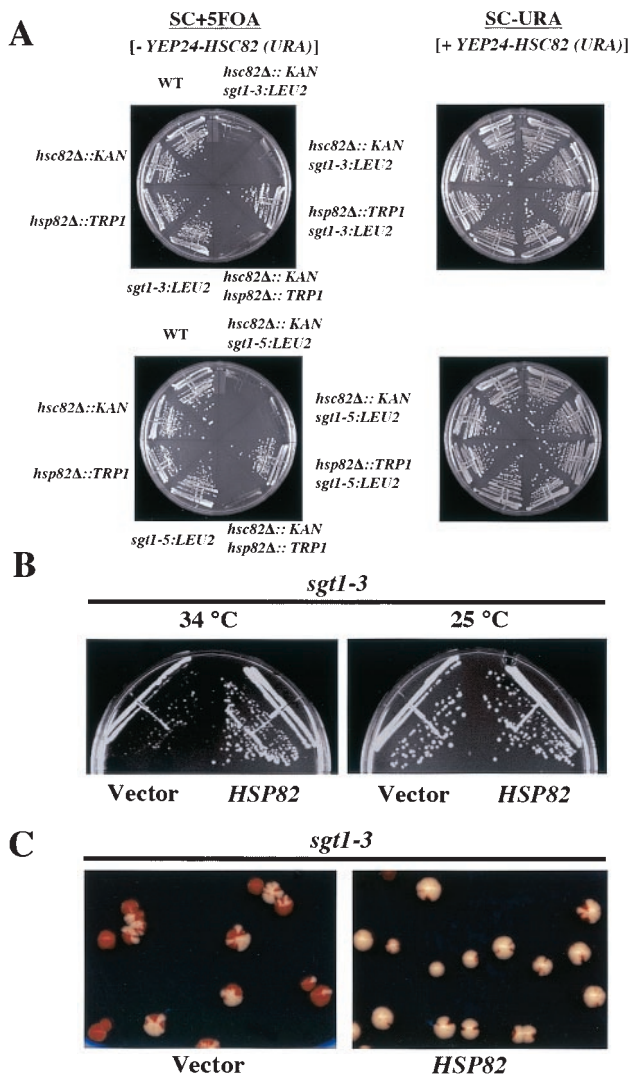 A
SC+5FOA
[- YEP24-HSC82 (URA)]
SC-URA
[+ YEP24-HSC82 (URA)]
WT
hsc82Δ:: KAN
sgt1-3:LEU2
hsc82Δ::KAN
hsc82Δ:: KAN
sgt1-3:LEU2
hsp82Δ::TRP1
hsp82Δ::TRP1
sgt1-3:LEU2
sgt1-3:LEU2
hsc82Δ:: KAN
hsp82Δ:: TRP1
WT
hsc82Δ:: KAN
sgt1-5:LEU2
hsc82Δ::KAN
hsc82Δ:: KAN
sgt1-5:LEU2
hsp82Δ::TRP1
hsp82Δ::TRP1
sgt1-5:LEU2
sgt1-5:LEU2
hsc82Δ:: KAN
hsp82Δ:: TRP1
B
sgt1-3
34 °C
25 °C
Vector
HSP82
Vector
HSP82
C
sgt1-3
Vector
HSP82